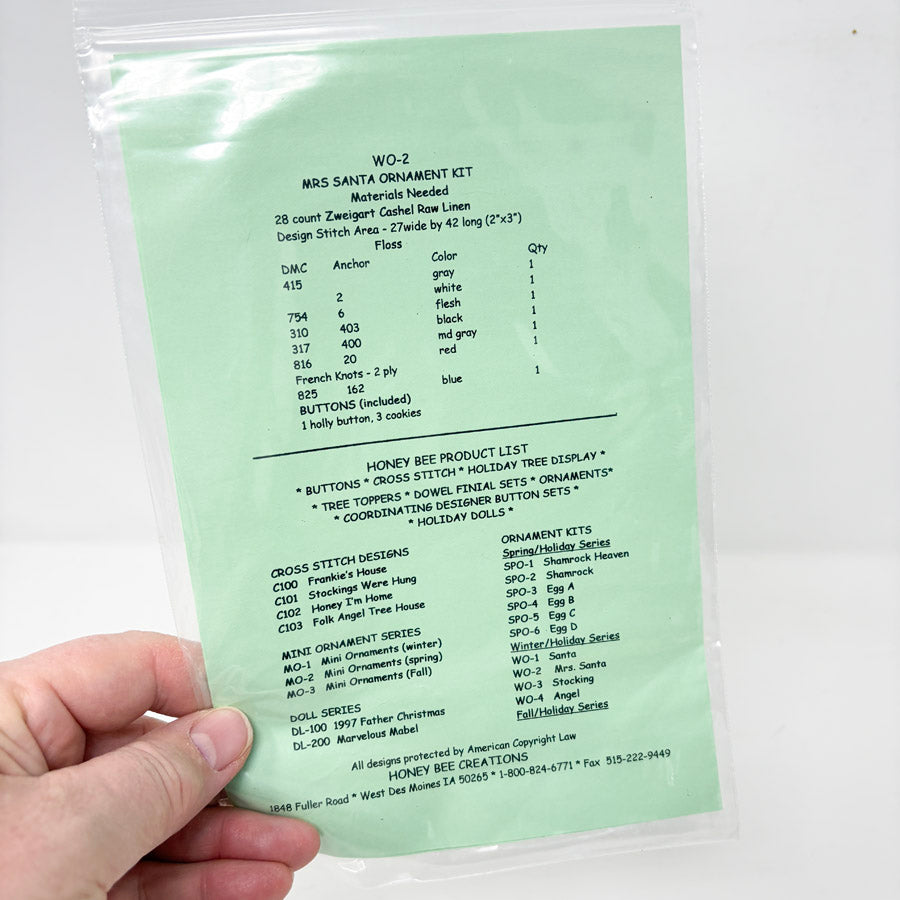 WO-2
MRS SANTA ORNAMENT KIT
Materials Needed
28 count Zweigart Cashel Raw Linen
Design Stitch Area - 27wide by 42 long (2"x3")
Floss
DMC Anchor Color Qty
415 gray 1
2 white 1
754 6 flesh 1
310 403 black 1
317 400 md gray 1
816 20 red 1
French Knots - 2 ply
825 162 blue 1
BUTTONS (included)
1 holly button, 3 cookies
HONEY BEE PRODUCT LIST
* BUTTONS * CROSS STITCH * HOLIDAY TREE DISPLAY *
* TREE TOPPERS * DOWEL FINIAL SETS * ORNAMENTS*
* COORDINATING DESIGNER BUTTON SETS *
* HOLIDAY DOLLS *
CROSS STITCH DESIGNS
C100 Frankie's House
C101 Stockings Were Hung
C102 Honey I'm Home
C103 Folk Angel Tree House
MINI ORNAMENT SERIES
MO-1 Mini Ornaments (winter)
MO-2 Mini Ornaments (spring)
MO-3 Mini Ornaments (Fall)
DOLL SERIES
DL-100 1997 Father Christmas
DL-200 Marvelous Mabel
ORNAMENT KITS
Spring/Holiday Series
SPO-1 Shamrock Heaven
SPO-2 Shamrock
SPO-3 Egg A
SPO-4 Egg B
SPO-5 Egg C
SPO-6 Egg D
Winter/Holiday Series
WO-1 Santa
WO-2 Mrs. Santa
WO-3 Stocking
WO-4 Angel
Fall/Holiday Series
All designs protected by American Copyright Law
HONEY BEE CREATIONS
1848 Fuller Road * West Des Moines IA 50265 * 1-800-824-6771 * Fax 515-222-9449